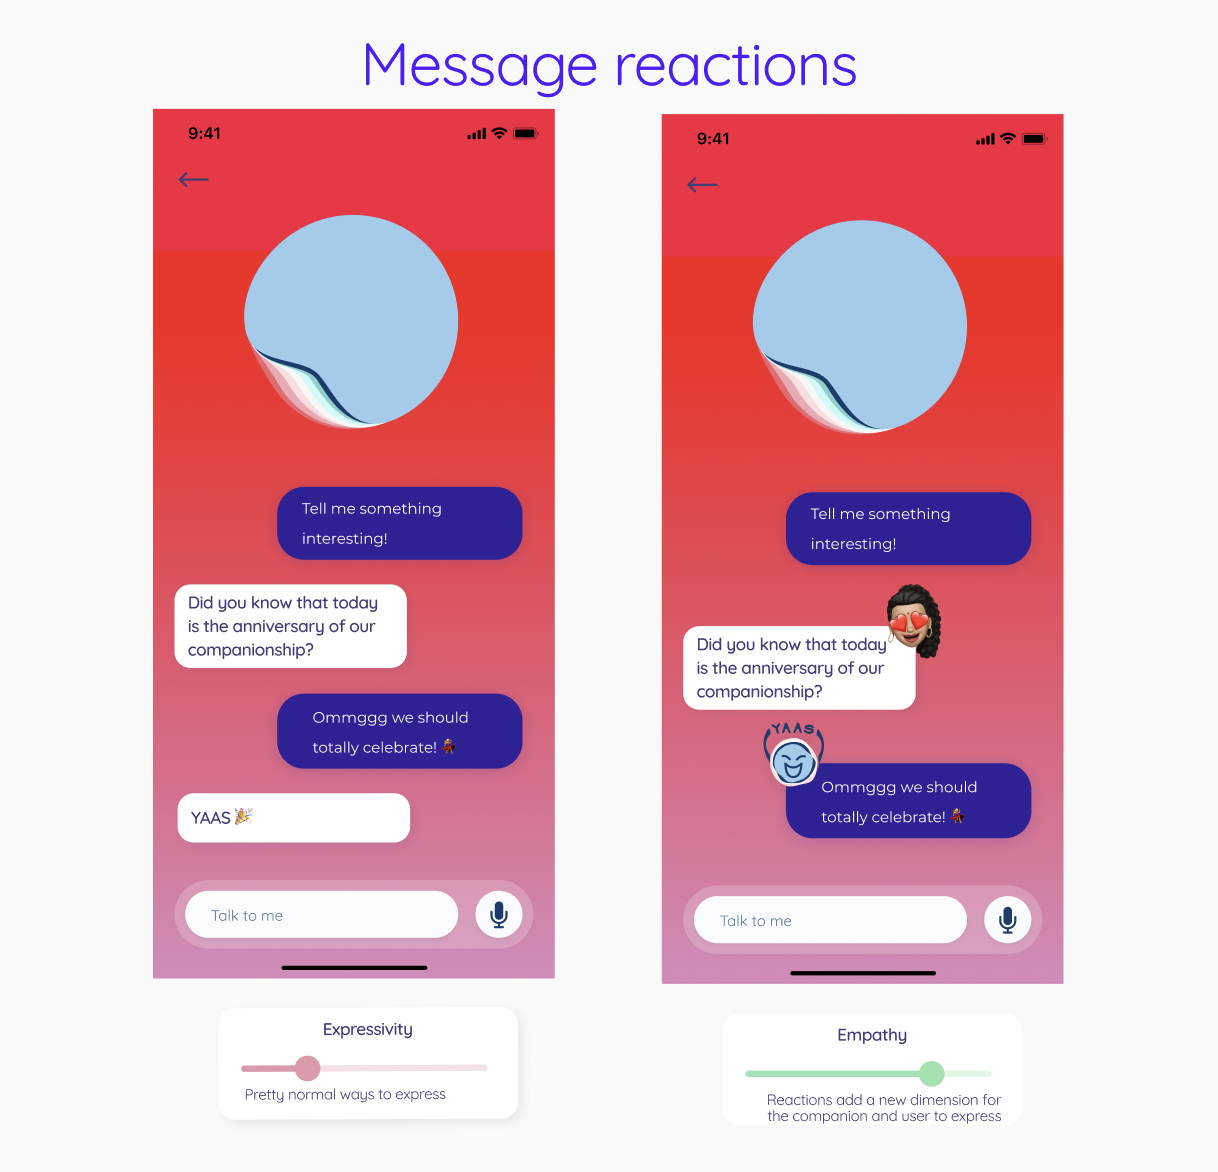 Message reactions
9:41
Tell me something
interesting!
Did you know that today
is the anniversary of our
companionship?
Ommggg we should
totally celebrate! 💃🏿
YAAS 🎉
Talk to me
Expressivity
Pretty normal ways to express
9:41
Tell me something
interesting!
Did you know that today
is the anniversary of our
companionship?
YAAS
Ommggg we should
totally celebrate! 💃🏿
Talk to me
Empathy
Reactions add a new dimension for
the companion and user to express